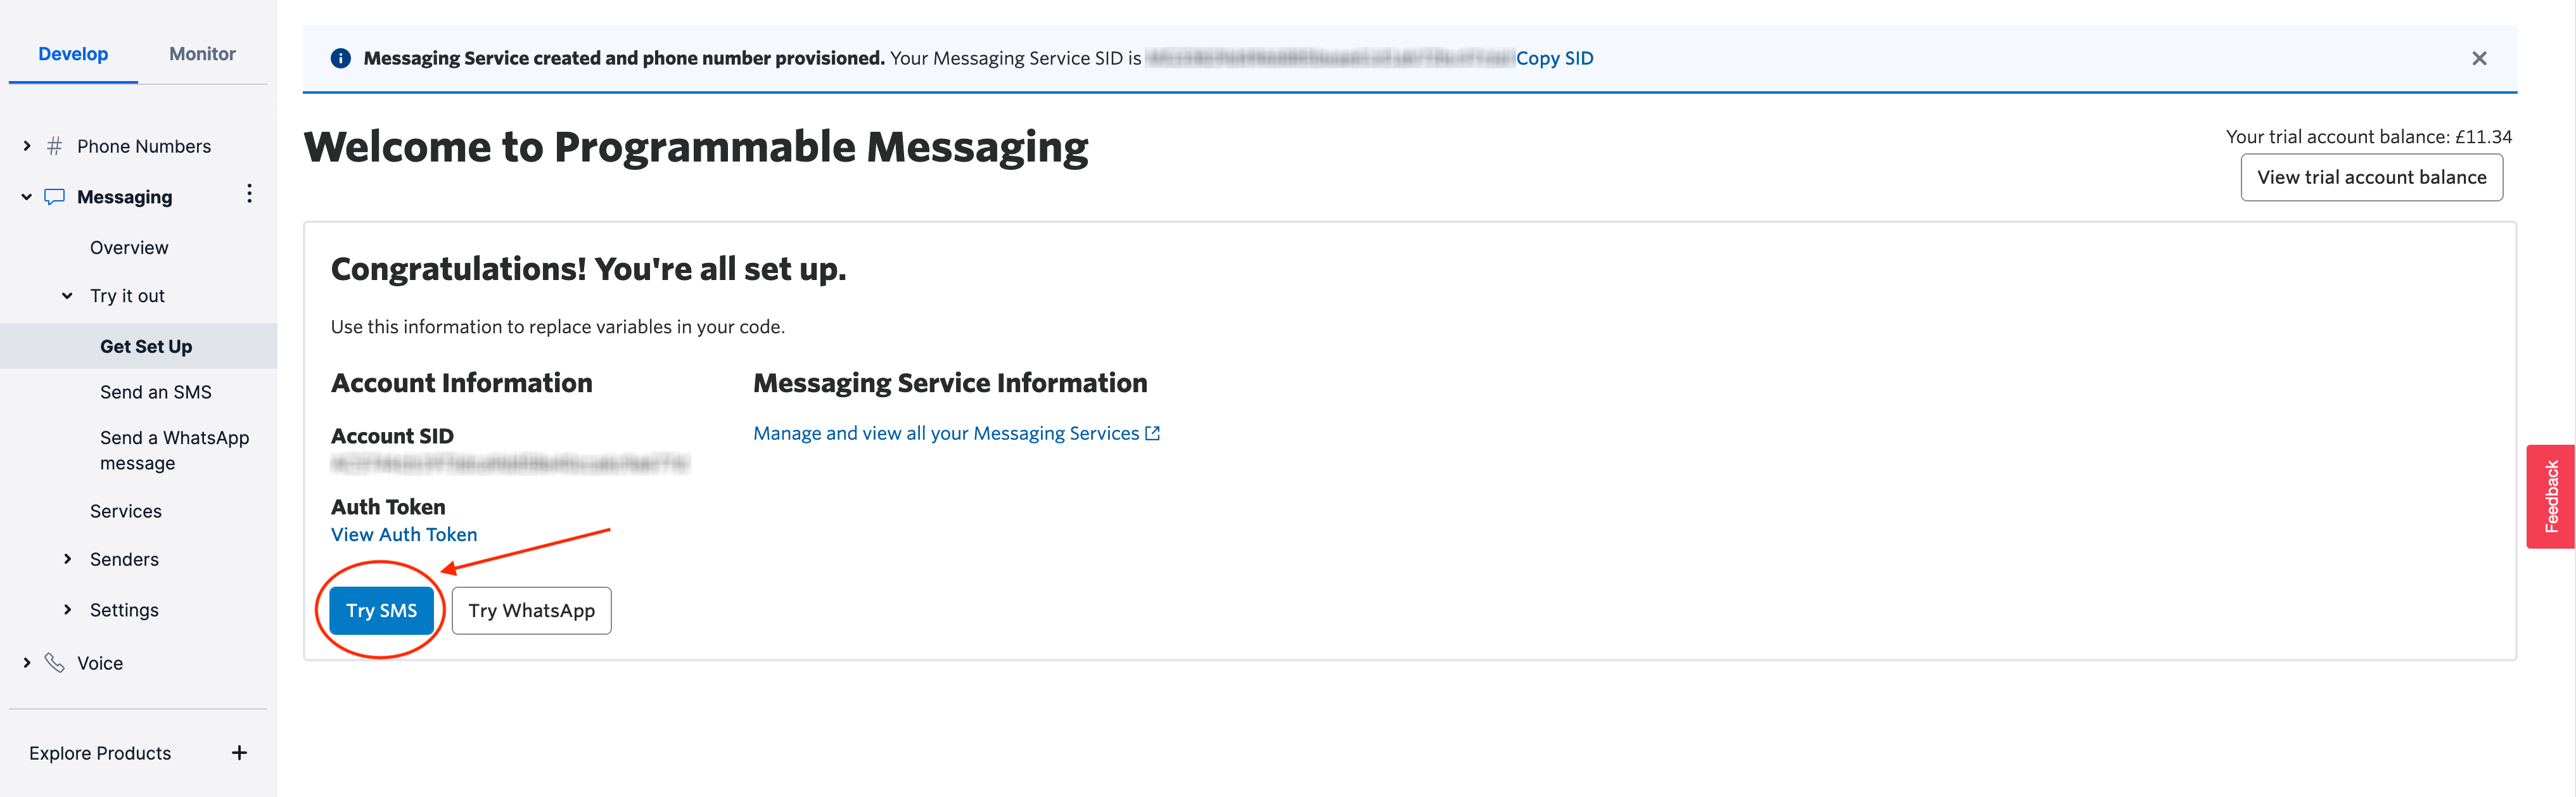 Develop
Monitor
Phone Numbers
Messaging
Overview
Try it out
Get Set Up
Send an SMS
Send a WhatsApp
message
Services
Senders
Settings
Voice
Explore Products
Messaging Service created and phone number provisioned. Your Messaging Service SID is
Copy SID
Welcome to Programmable Messaging
Your trial account balance: £11.34
View trial account balance
Congratulations! You're all set up.
Use this information to replace variables in your code.
Account Information
Account SID
Auth Token
View Auth Token
Messaging Service Information
Manage and view all your Messaging Services
Try SMS
Try WhatsApp
Feedback